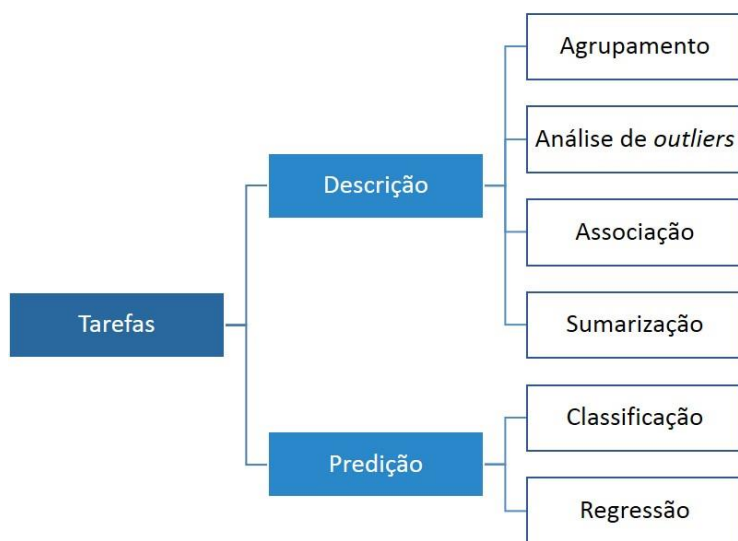 Tarefas
Descrição
Agrupamento
Análise de outliers
Associação
Sumarização
Predição
Classificação
Regressão